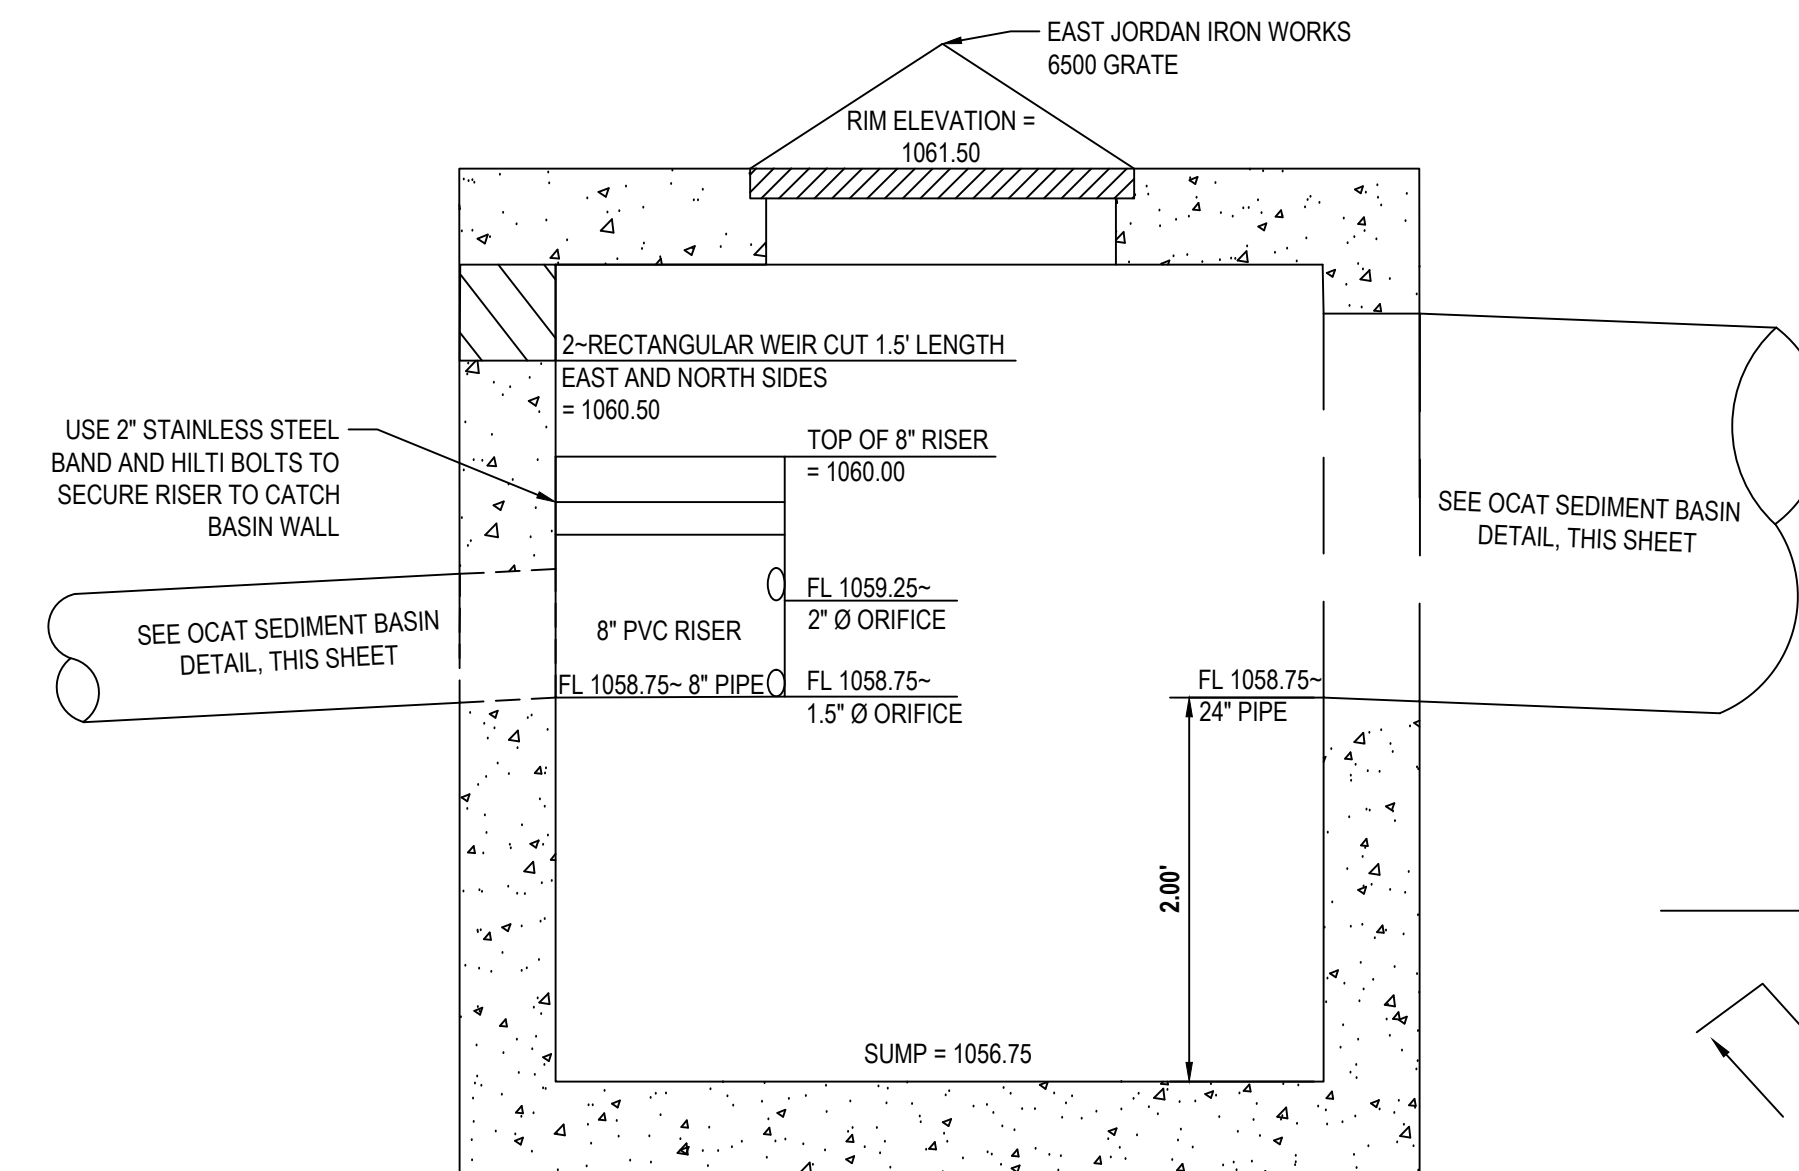 EAST JORDAN IRON WORKS
6500 GRATE
RIM ELEVATION =
1061.50
2~RECTANGULAR WEIR CUT 1.5' LENGTH
EAST AND NORTH SIDES
= 1060.50
USE 2" STAINLESS STEEL
BAND AND HILTI BOLTS TO
SECURE RISER TO CATCH
BASIN WALL
TOP OF 8" RISER
= 1060.00
SEE OCAT SEDIMENT BASIN
DETAIL, THIS SHEET
FL 1059.25~
2" Ø ORIFICE
8" PVC RISER
SEE OCAT SEDIMENT BASIN
DETAIL, THIS SHEET
FL 1058.75~ 8" PIPE
FL 1058.75~
1.5" Ø ORIFICE
FL 1058.75~
24" PIPE
2.00'
SUMP = 1056.75